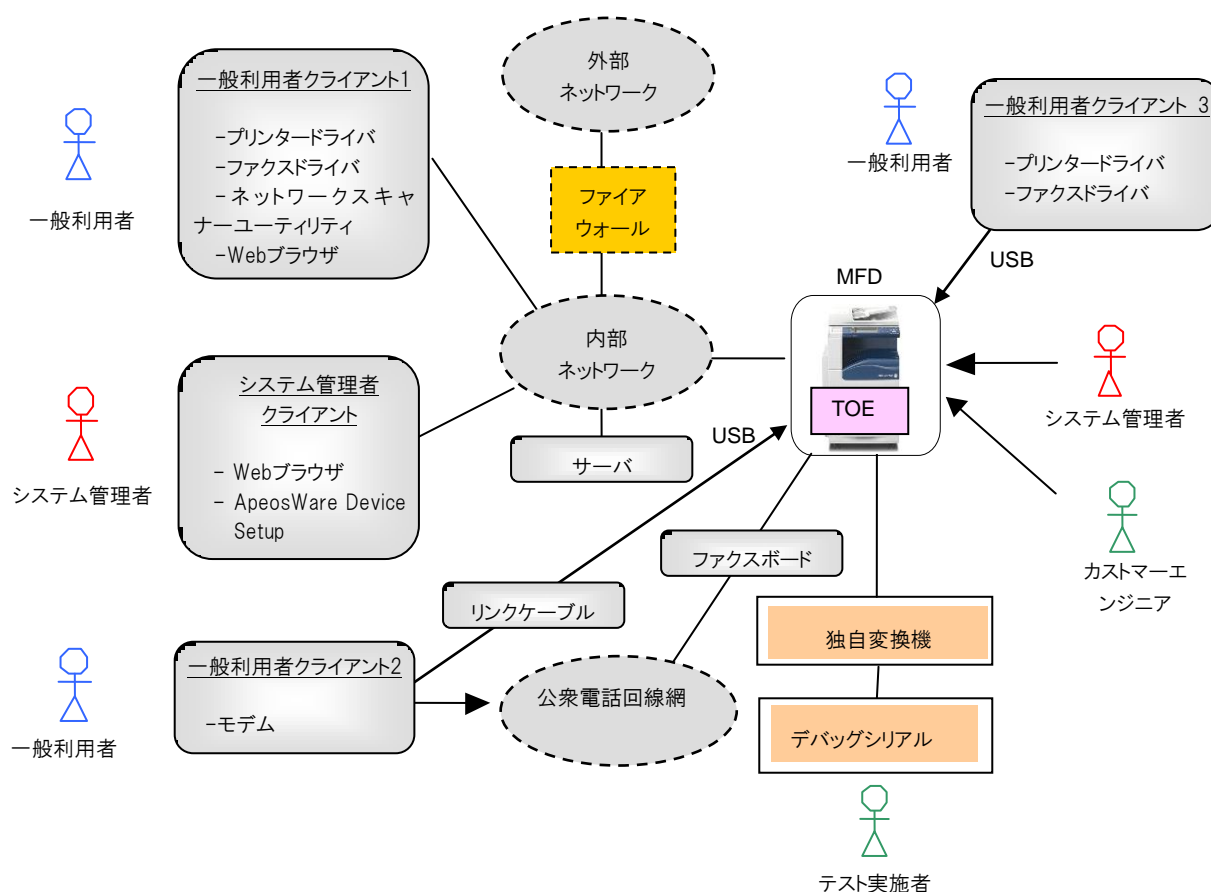 外部
ネットワーク
一般利用者クライアント1
-プリンタードライバ
-ファクスドライバ
-ネットワークスキャ
ナーユーティリティ
-Webブラウザ
一般利用者
ファイア
ウォール
一般利用者
一般利用者クライアント 3
-プリンタードライバ
-ファクスドライバ
USB
MFD
TOE
内部
ネットワーク
システム管理者
クライアント
- Webブラウザ
- ApeosWare Device
Setup
システム管理者
サーバ
USB
システム管理者
ファクスボード
カストマーエ
ンジニア
リンクケーブル
独自変換機
一般利用者クライアント2
-モデム
一般利用者
公衆電話回線網
デバッグシリアル
テスト実施者